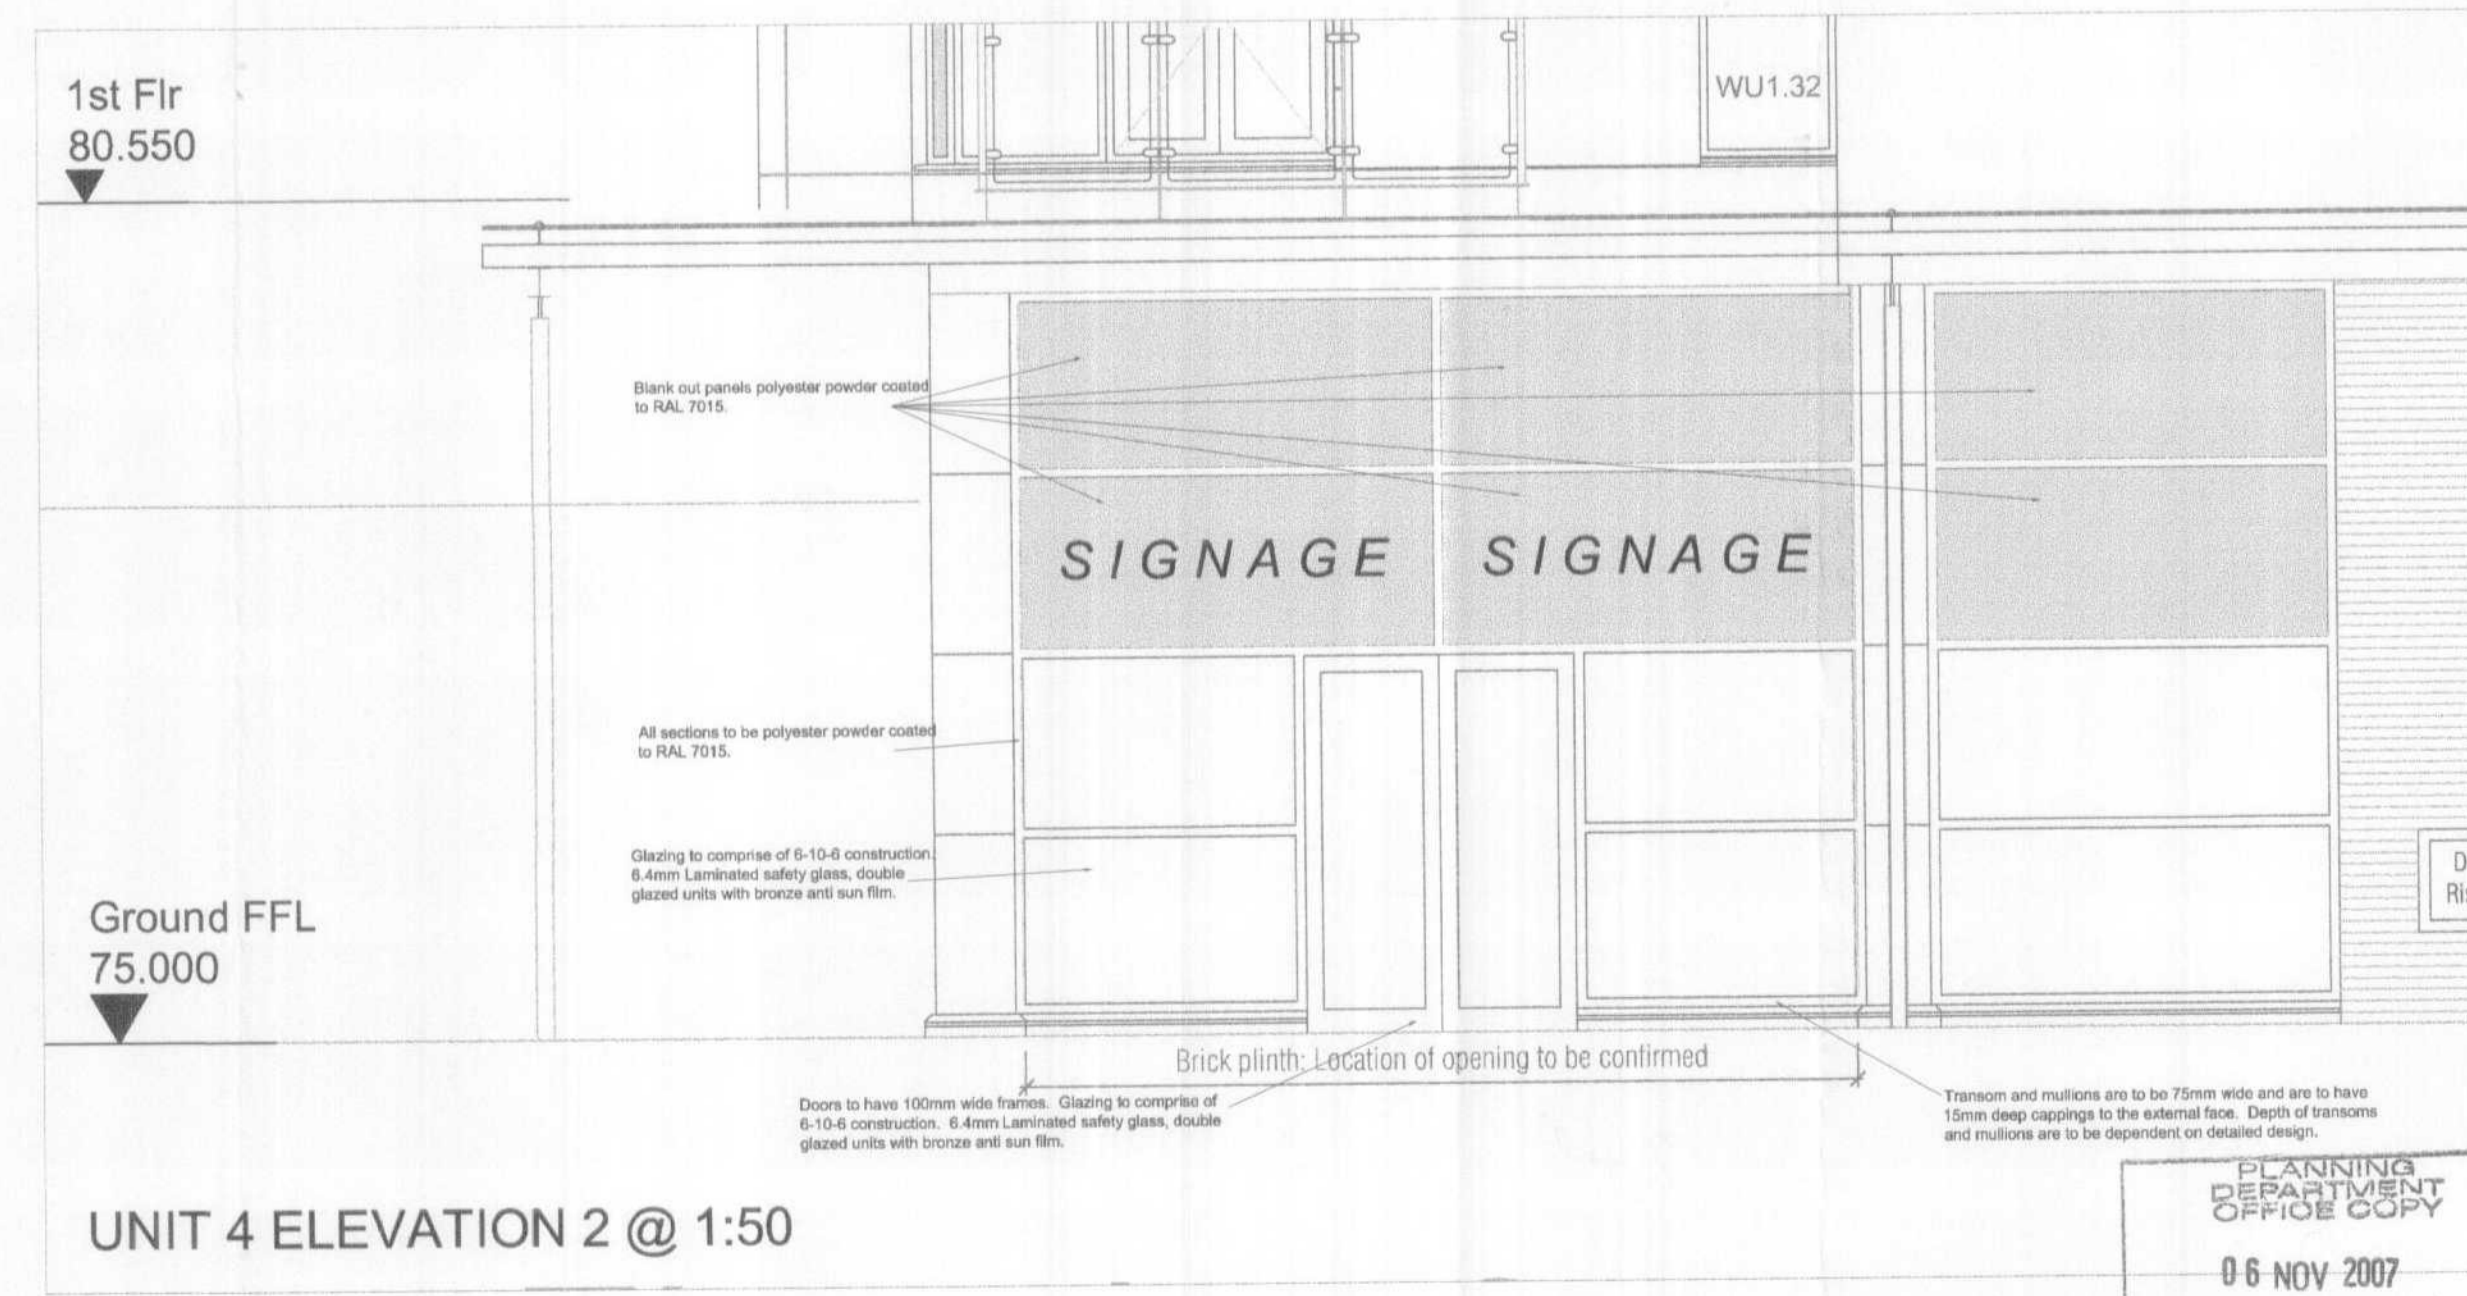 1st Flr
80.550
WU1.32
Blank out panels polyester powder coated
to RAL 7015.
SIGNAGE SIGNAGE
All sections to be polyester powder coated
to RAL 7015.
Glazing to comprise of 6-10-6 construction.
6.4mm Laminated safety glass, double
glazed units with bronze anti sun film.
D
Ris
Ground FFL
75.000
Brick plinth: Location of opening to be confirmed
Doors to have 100mm wide frames. Glazing to comprise of
6-10-6 construction. 6.4mm Laminated safety glass, double
glazed units with bronze anti sun film.
Transom and mullions are to be 75mm wide and are to have
15mm deep cappings to the external face. Depth of transoms
and mullions are to be dependent on detailed design.
UNIT 4 ELEVATION 2 @ 1:50
PLANNING
DEPARTMENT
OFFICE COPY
06 NOV 2007